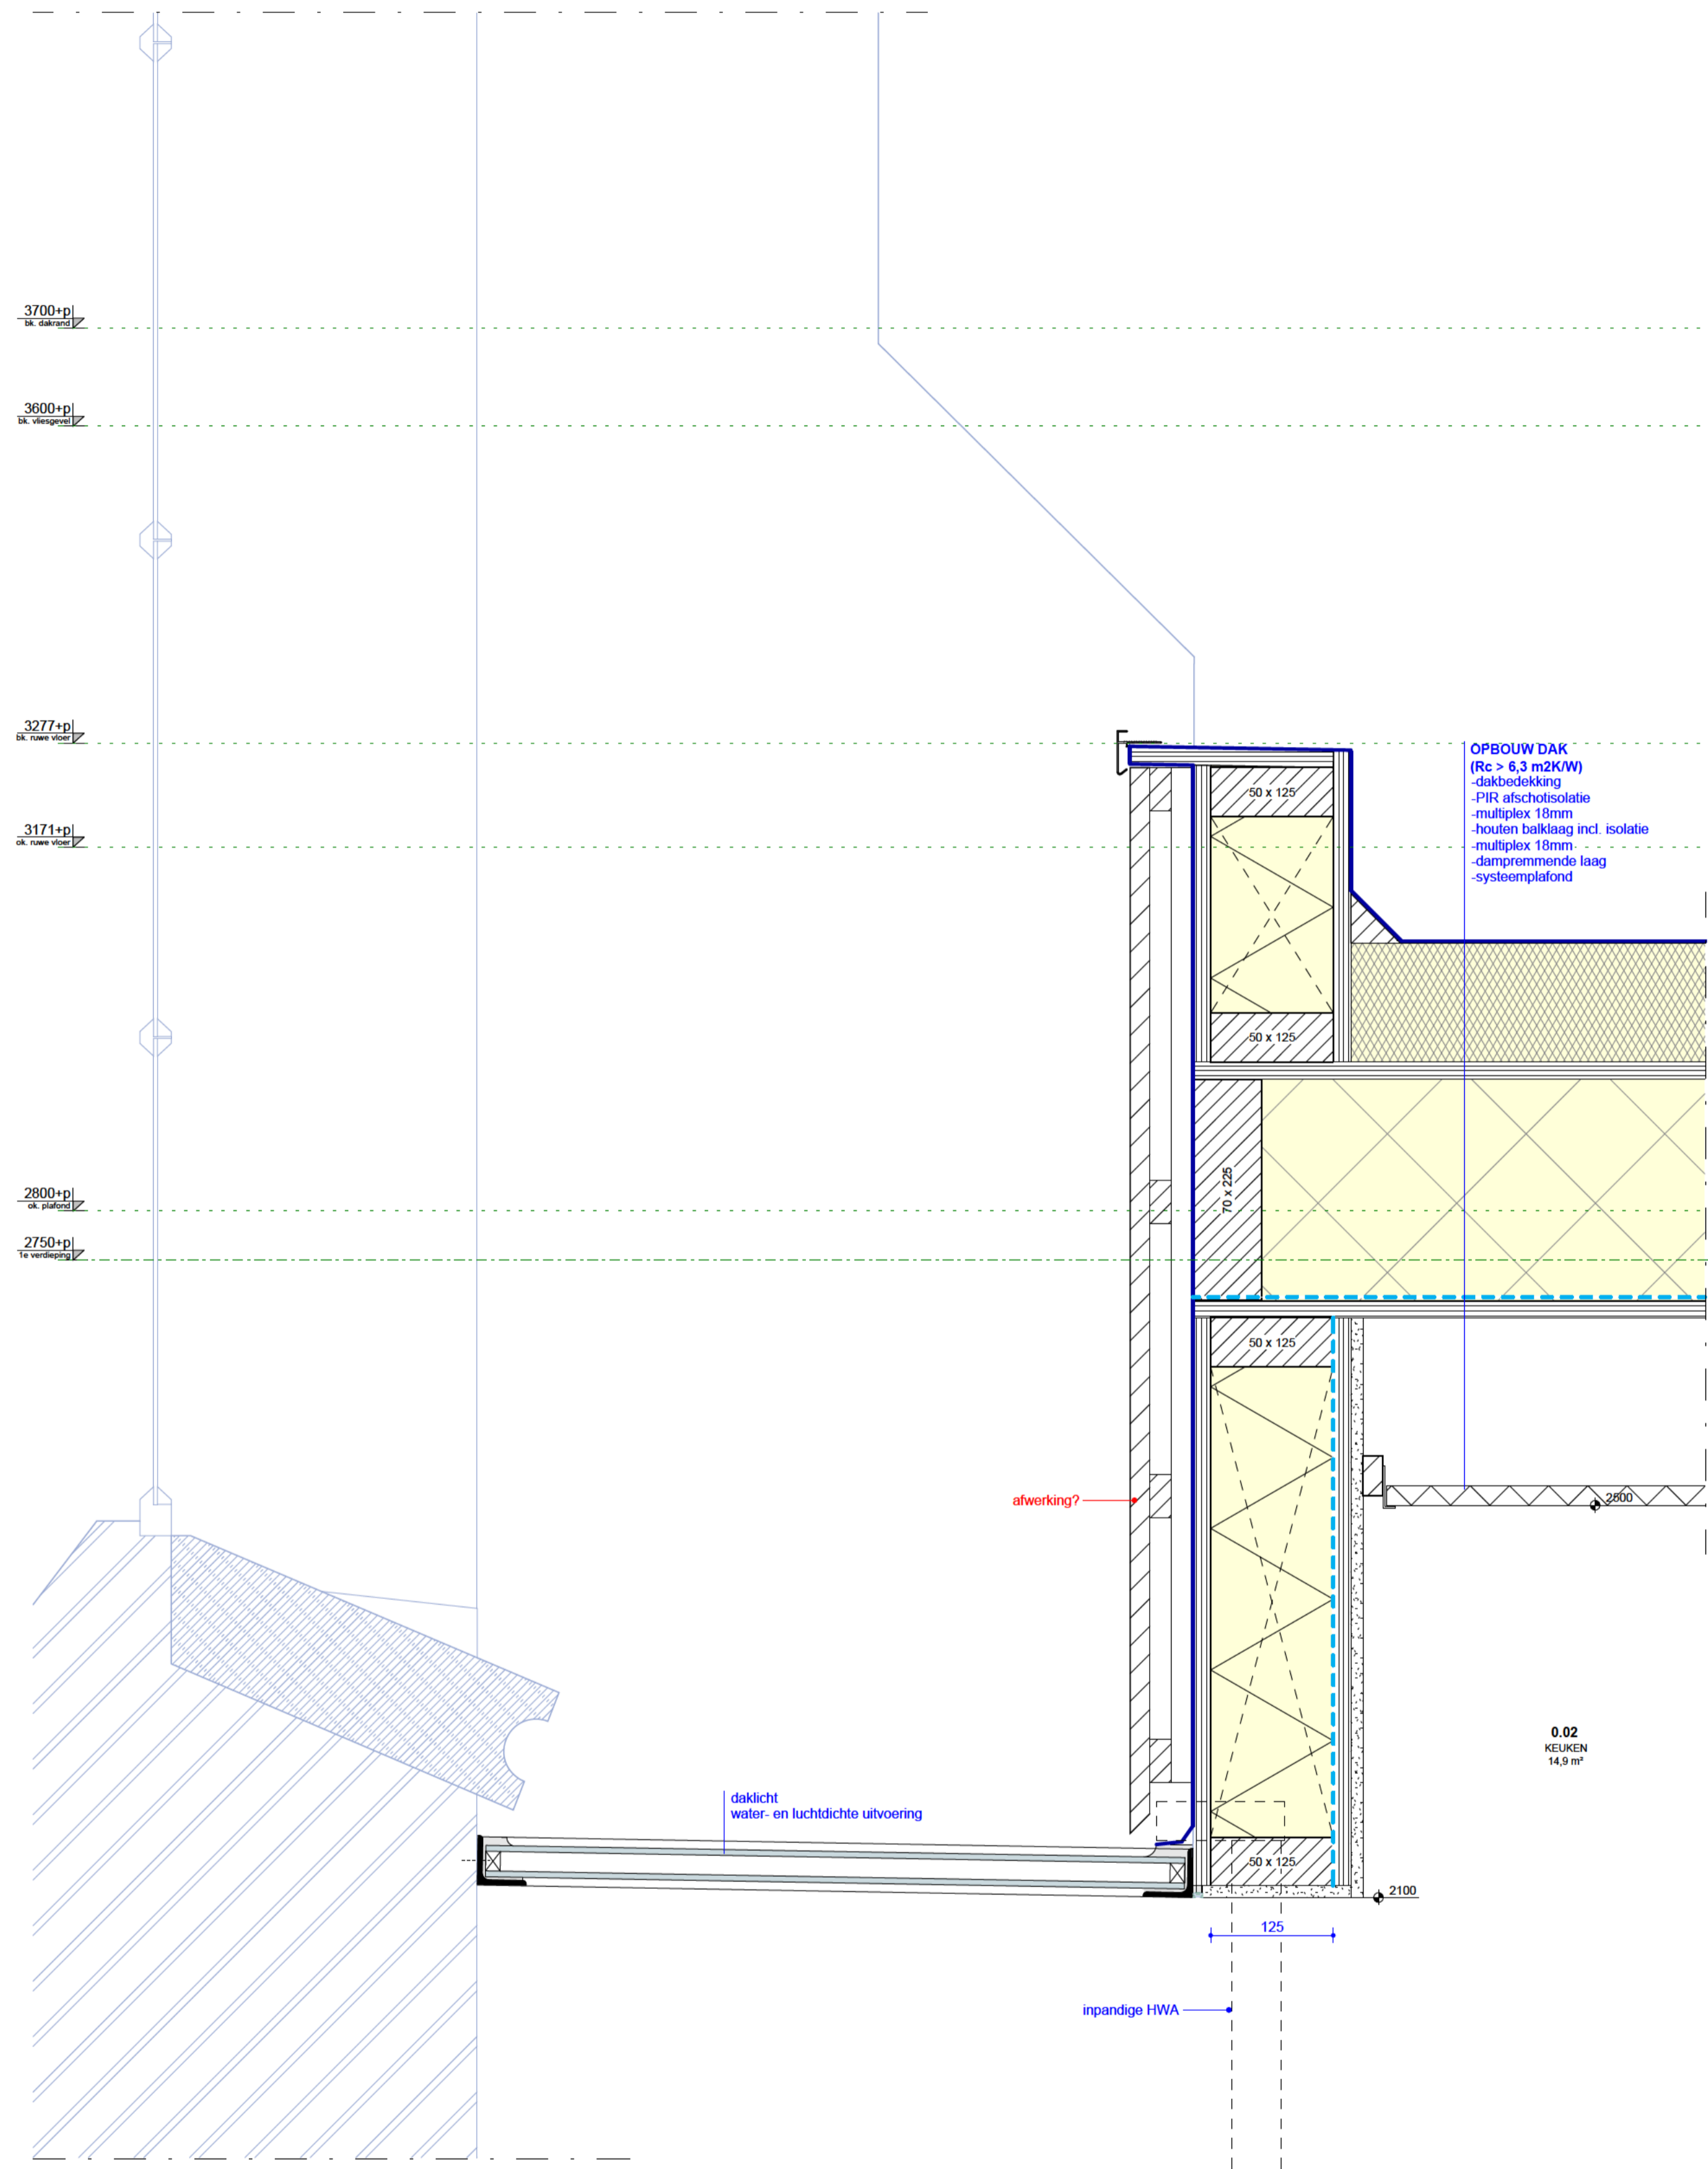 3700+p
bk. dakrand
3600+p
bk. vliesgevel
3277+p
bk. ruwe vloer
OPBOUW DAK
(Rc > 6,3 m2K/W)
-dakbedekking
-PIR afschotisolatie
-multiplex 18mm
-houten balklaag incl. isolatie
-multiplex 18mm
-dampremmende laag
-systeemplafond
50 x 125
3171+p
ok. ruwe vloer
50 x 125
70 x 225
2800+p
ok. plafond
2750+p
1e verdieping
50 x 125
afwerking?
2500
0.02
KEUKEN
14,9 m²
daklicht
water- en luchtdichte uitvoering
50 x 125
2100
125
inpandige HWA